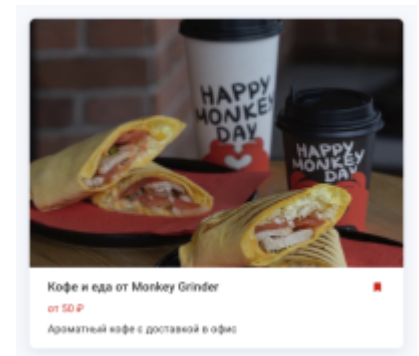 HAPPY
MONKEY
DAY
HAPPY
MONKEY
DAY
Кофе и еда от Monkey Grinder
от 50 ₽
Ароматный кофе с доставкой в офис